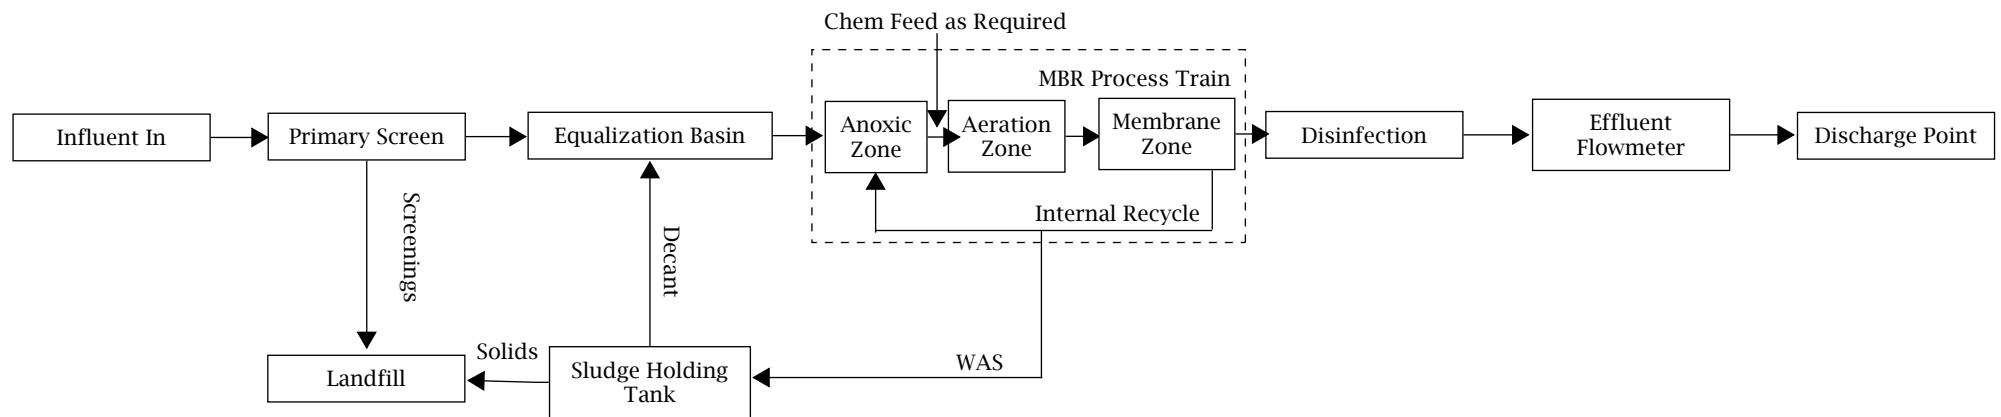 Chem Feed as Required
MBR Process Train
Influent In
Primary Screen
Equalization Basin
Anoxic
Zone
Aeration
Zone
Membrane
Zone
Disinfection
Effluent
Flowmeter
Discharge Point
Screenings
Decant
Internal Recycle
Landfill
Solids
Sludge Holding
Tank
WAS